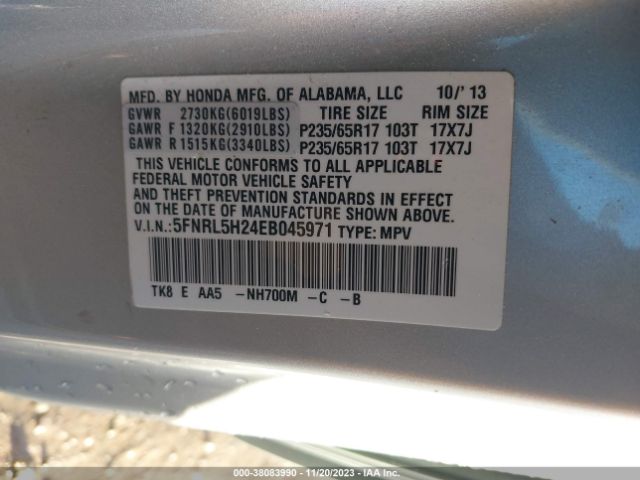 MFD. BY HONDA MFG. OF ALABAMA, LLC 10/'13
GVWR 2730KG(6019LBS) TIRE SIZE RIM SIZE
GAWR F 1320KG(2910LBS) P235/65R17 103T 17X7J
GAWR R 1515KG(3340LBS) P235/65R17 103T 17X7J
THIS VEHICLE CONFORMS TO ALL APPLICABLE
FEDERAL MOTOR VEHICLE SAFETY
AND THEFT PREVENTION STANDARDS IN EFFECT
ON THE DATE OF MANUFACTURE SHOWN ABOVE.
V.I.N.: 5FNRL5H24EB045971 TYPE: MPV
TK8 E AA5 -NH700M -C -B
000-38083990 - 11/20/2023 - IAA Inc.